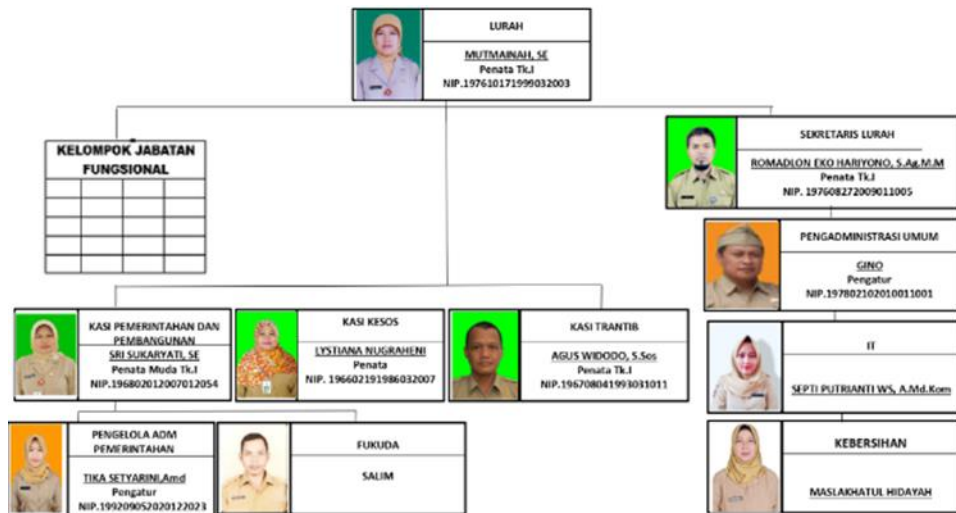 LURAH
MUTMAINAH, SE
Penata Tk.I
NIP.197610171999032003
KELOMPOK JABATAN
FUNGSIONAL
SEKRETARIS LURAH
ROMADLON EKO HARIYONO, S.Ag.M.M
Penata Tk.I
NIP. 197608272009011005
PENGADMINISTRASI UMUM
GINO
Pengatur
NIP.197802102010011001
KASI PEMERINTAHAN DAN
PEMBANGUNAN
SRI SUKARYATI, SE
Penata Muda Tk.I
NIP.196802012007012054
KASI KESOS
LYSTIANA NUGRAHENI
Penata
NIP. 196602191986032007
KASI TRANTIB
AGUS WIDODO, S.Sos
Penata Tk.I
NIP.196708041993031011
IT
SEPTI PUTRIANTI WS, A.Md.Kom
PENGELOLA ADM
PEMERINTAHAN
TIKA SETYARINI,Amd
Pengatur
NIP.199209052020122023
FUKUDA
SALIM
KEBERSIHAN
MASLAKHATUL HIDAYAH